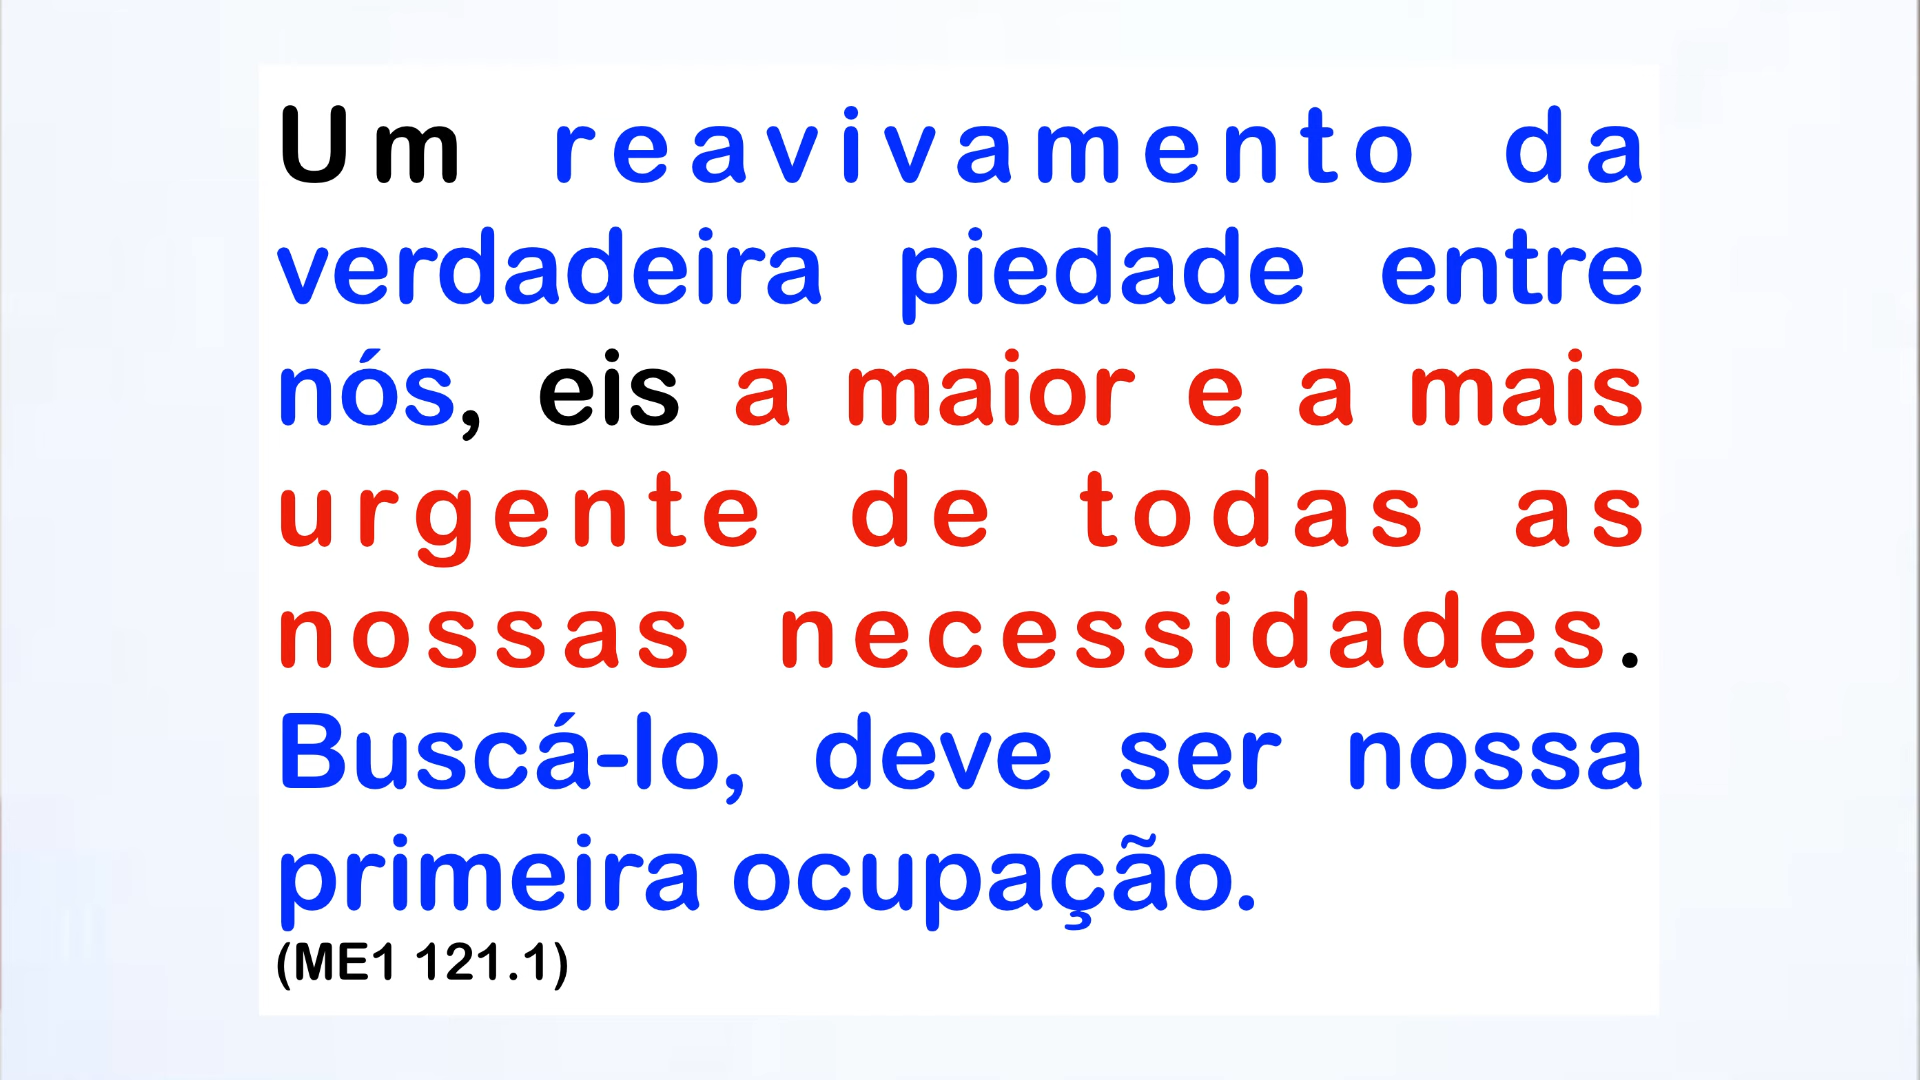 Um reavivamento da
verdadeira piedade entre
nós, eis a maior e a mais
urgente de todas as
nossas necessidades.
Buscá-lo, deve ser nossa
primeira ocupação.
(ME1 121.1)